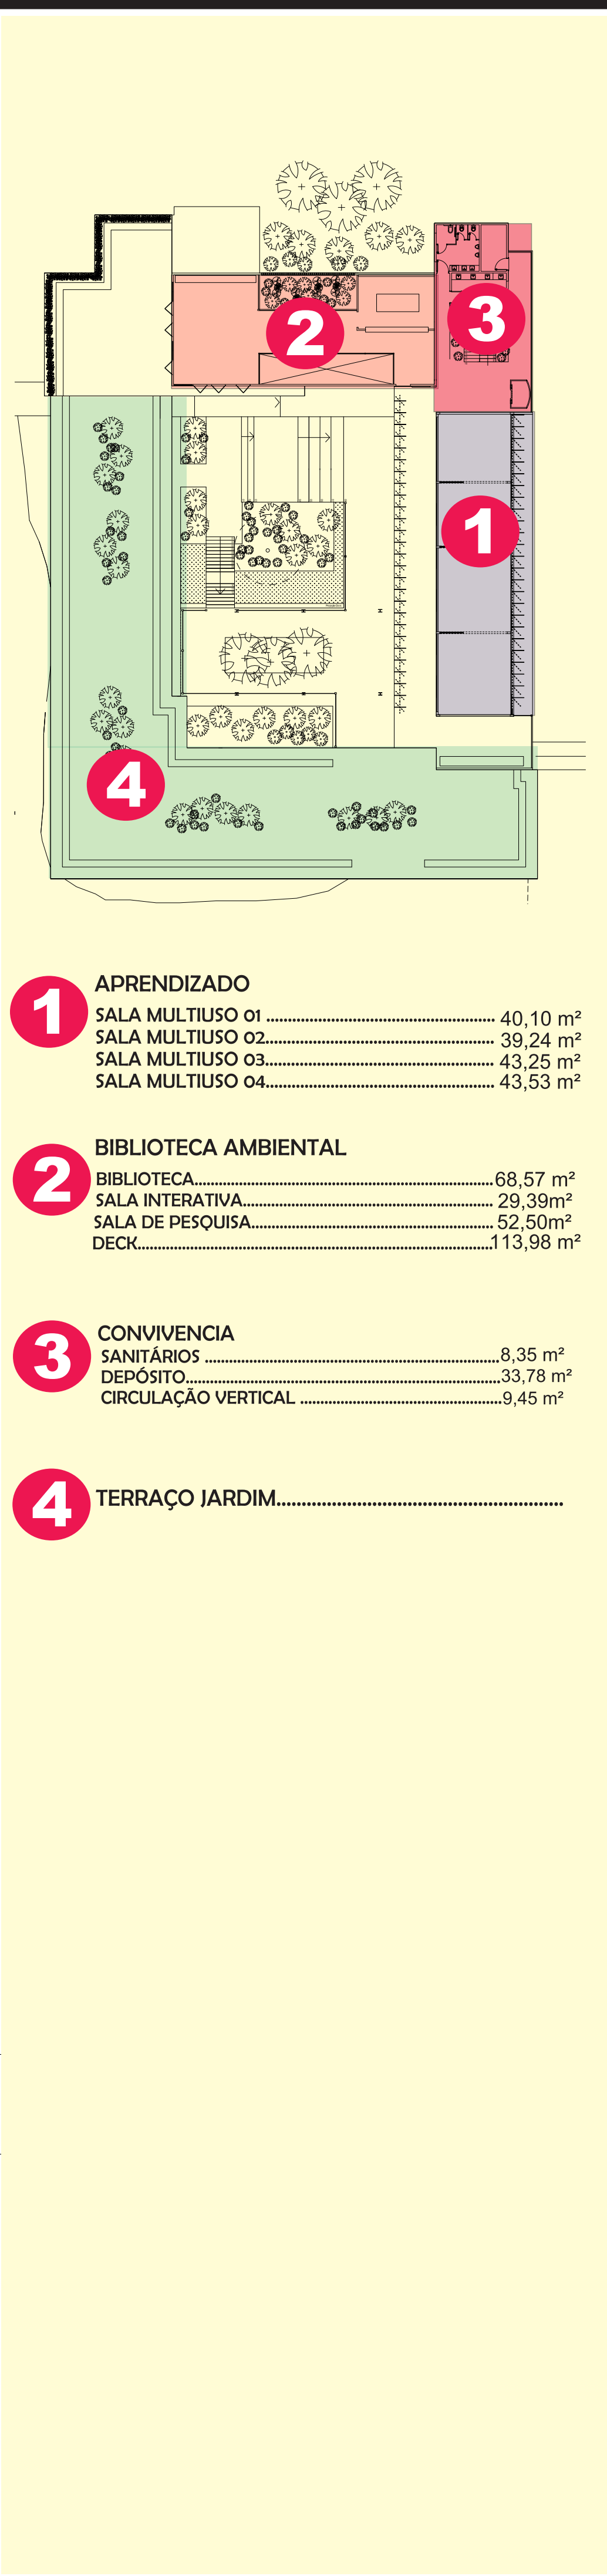 2
3
1
4
1 APRENDIZADO
SALA MULTIUSO 01 ........................................................ 40,10 m²
SALA MULTIUSO 02........................................................ 39,24 m²
SALA MULTIUSO 03........................................................ 43,25 m²
SALA MULTIUSO 04........................................................ 43,53 m²
2 BIBLIOTECA AMBIENTAL
BIBLIOTECA........................................................68,57 m²
SALA INTERATIVA........................................................ 29,39m²
SALA DE PESQUISA........................................................ 52,50m²
DECK........................................................113,98 m²
3 CONVIVENCIA
SANITÁRIOS ........................................................8,35 m²
DEPÓSITO........................................................33,78 m²
CIRCULAÇÃO VERTICAL ........................................................9,45 m²
4 TERRAÇO JARDIM........................................................